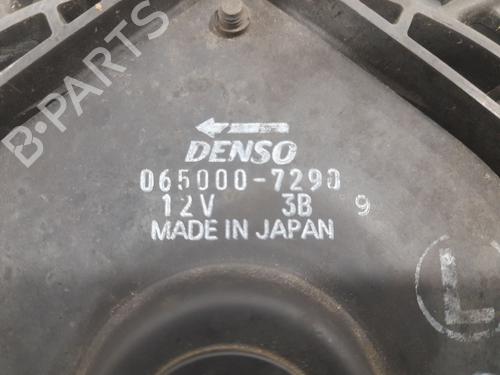 B-PARTS
DENSO
065000-7290
12V 3B 9
MADE IN JAPAN
L